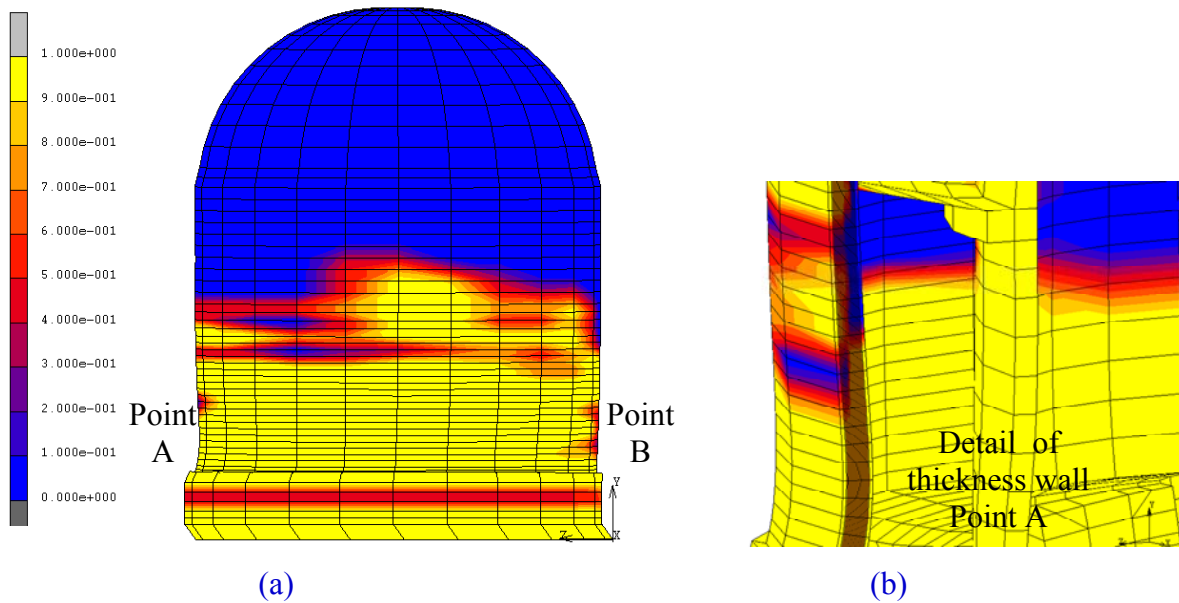 1.000e+000
9.000e-001
8.000e-001
7.000e-001
6.000e-001
5.000e-001
4.000e-001
3.000e-001
2.000e-001
1.000e-001
0.000e+000
Point
A
Point
B
Y
Z
X
(a)
Detail of
thickness wall
Point A
Y
Z
X
(b)